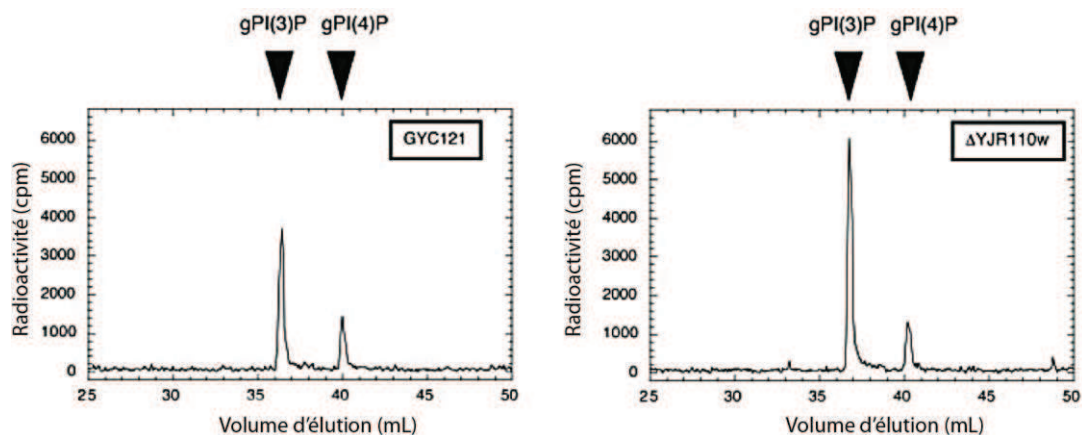 gPI(3)P gPI(4)P
GYC121
Radioactivité (cpm)
6000
5000
4000
3000
2000
1000
0
25 30 35 40 45 50
Volume d'élution (mL)
gPI(3)P gPI(4)P
ΔYJR110w
Radioactivité (cpm)
6000
5000
4000
3000
2000
1000
0
25 30 35 40 45 50
Volume d'élution (mL)